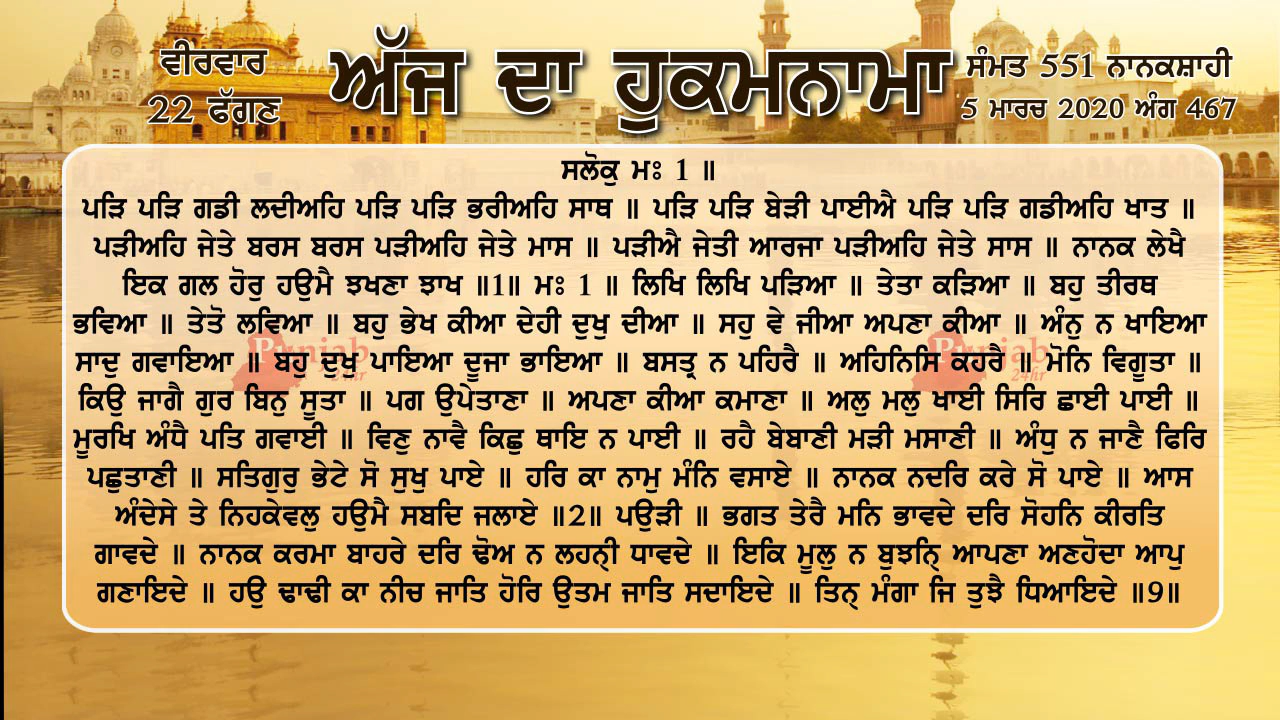 ਵੀਰਵਾਰ
22 ਫੱਗਣ
ਅੱਜ ਦਾ ਹੁਕਮਨਾਮਾ
ਸੰਮਤ 551 ਨਾਨਕਸ਼ਾਹੀ
5 ਮਾਰਚ 2020 ਅੰਗ 467
ਸਲੋਕੁ ਮਃ 1 ॥
ਪੜਿ ਪੜਿ ਗਡੀ ਲਦੀਅਹਿ ਪੜਿ ਪੜਿ ਭਰੀਅਹਿ ਸਾਥ ॥ ਪੜਿ ਪੜਿ ਬੇੜੀ ਪਾਈਐ ਪੜਿ ਪੜਿ ਗਡੀਅਹਿ ਖਾਤ ॥
ਪੜੀਅਹਿ ਜੇਤੇ ਬਰਸ ਬਰਸ ਪੜੀਅਹਿ ਜੇਤੇ ਮਾਸ ॥ ਪੜੀਐ ਜੇਤੀ ਆਰਜਾ ਪੜੀਅਹਿ ਜੇਤੇ ਸਾਸ ॥ ਨਾਨਕ ਲੇਖੈ
ਇਕ ਗਲ ਹੋਰੁ ਹਉਮੈ ਝਖਣਾ ਝਾਖ ॥1॥ ਮਃ 1 ॥ ਲਿਖਿ ਲਿਖਿ ਪੜਿਆ ॥ ਤੇਤਾ ਕੜਿਆ ॥ ਬਹੁ ਤੀਰਥ
ਭਵਿਆ ॥ ਤੇਤੋ ਲਵਿਆ ॥ ਬਹੁ ਭੇਖ ਕੀਆ ਦੇਹੀ ਦੁਖੁ ਦੀਆ ॥ ਸਹੁ ਵੇ ਜੀਆ ਅਪਣਾ ਕੀਆ ॥ ਅੰਨੁ ਨ ਖਾਇਆ
ਸਾਦੁ ਗਵਾਇਆ ॥ ਬਹੁ ਦੁਖੁ ਪਾਇਆ ਦੂਜਾ ਭਾਇਆ ॥ ਬਸਤ੍ਰ ਨ ਪਹਿਰੈ ॥ ਅਹਿਨਿਸਿ ਕਹਰੈ ॥ ਮੋਨਿ ਵਿਗੂਤਾ ॥
ਕਿਉ ਜਾਗੈ ਗੁਰ ਬਿਨੁ ਸੂਤਾ ॥ ਪਗ ਉਪੇਤਾਣਾ ॥ ਅਪਣਾ ਕੀਆ ਕਮਾਣਾ ॥ ਅਲੁ ਮਲੁ ਖਾਈ ਸਿਰਿ ਛਾਈ ਪਾਈ ॥
ਮੂਰਖਿ ਅੰਧੈ ਪਤਿ ਗਵਾਈ ॥ ਵਿਣੁ ਨਾਵੈ ਕਿਛੁ ਥਾਇ ਨ ਪਾਈ ॥ ਰਹੈ ਬੇਬਾਣੀ ਮੜੀ ਮਸਾਣੀ ॥ ਅੰਧੁ ਨ ਜਾਣੈ ਫਿਰਿ
ਪਛੁਤਾਣੀ ॥ ਸਤਿਗੁਰੁ ਭੇਟੇ ਸੋ ਸੁਖੁ ਪਾਏ ॥ ਹਰਿ ਕਾ ਨਾਮੁ ਮੰਨਿ ਵਸਾਏ ॥ ਨਾਨਕ ਨਦਰਿ ਕਰੇ ਸੋ ਪਾਏ ॥ ਆਸ
ਅੰਦੇਸੇ ਤੇ ਨਿਹਕੇਵਲੁ ਹਉਮੈ ਸਬਦਿ ਜਲਾਏ ॥2॥ ਪਉੜੀ ॥ ਭਗਤ ਤੇਰੈ ਮਨਿ ਭਾਵਦੇ ਦਰਿ ਸੋਹਨਿ ਕੀਰਤਿ
ਗਾਵਦੇ ॥ ਨਾਨਕ ਕਰਮਾ ਬਾਹਰੇ ਦਰਿ ਢੋਅ ਨ ਲਹਨ੍ਹੀ ਧਾਵਦੇ ॥ ਇਕਿ ਮੂਲੁ ਨ ਬੁਝਨ੍ਹਿ ਆਪਣਾ ਅਣਹੋਦਾ ਆਪੁ
ਗਣਾਇਦੇ ॥ ਹਉ ਢਾਢੀ ਕਾ ਨੀਚ ਜਾਤਿ ਹੋਰਿ ਉਤਮ ਜਾਤਿ ਸਦਾਇਦੇ ॥ ਤਿਨ੍ਹ ਮੰਗਾ ਜਿ ਤੁਝੈ ਧਿਆਇਦੇ ॥9॥
Punjab
24hr
Punjab
24hr